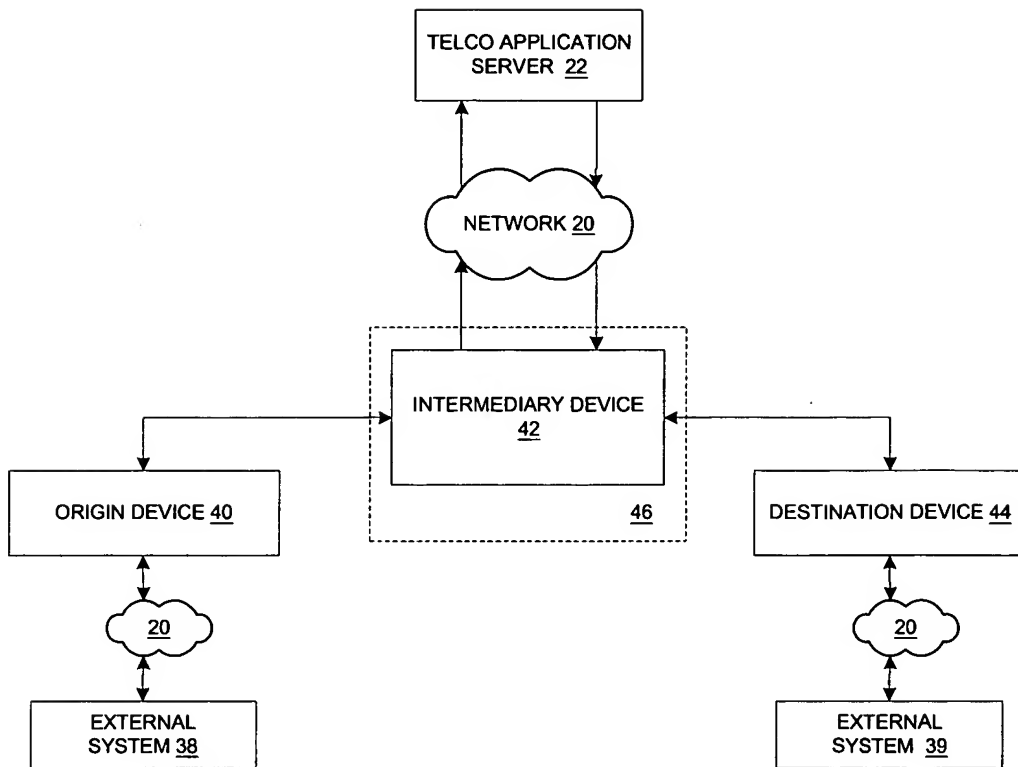 TELCO APPLICATION
SERVER 22
NETWORK 20
INTERMEDIARY DEVICE
42
46
ORIGIN DEVICE 40
DESTINATION DEVICE 44
20
20
EXTERNAL
SYSTEM 38
EXTERNAL
SYSTEM 39